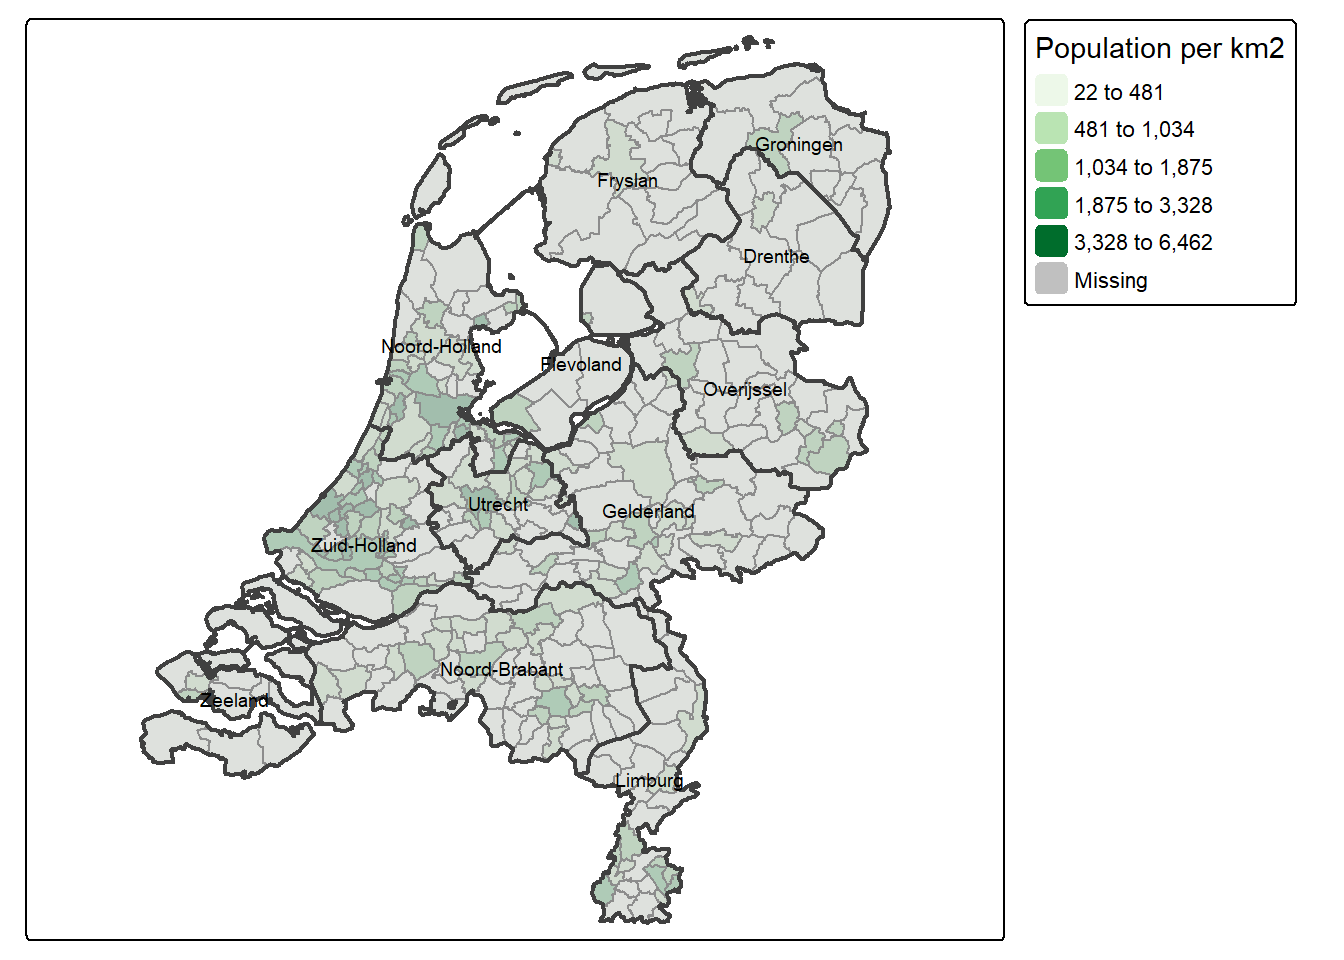 Population per km2
22 to 481
481 to 1,034
1,034 to 1,875
1,875 to 3,328
3,328 to 6,462
Missing
Groningen
Fryslan
Drenthe
Noord-Holland
Flevoland
Overijssel
Utrecht
Gelderland
Zuid-Holland
Noord-Brabant
Zeeland
Limburg